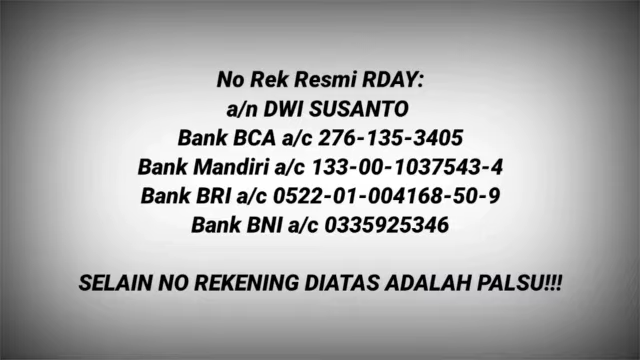 No Rek Resmi RDAY:
a/n DWI SUSANTO
Bank BCA a/c 276-135-3405
Bank Mandiri a/c 133-00-1037543-4
Bank BRI a/c 0522-01-004168-50-9
Bank BNI a/c 0335925346
SELAIN NO REKENING DIATAS ADALAH PALSU!!!